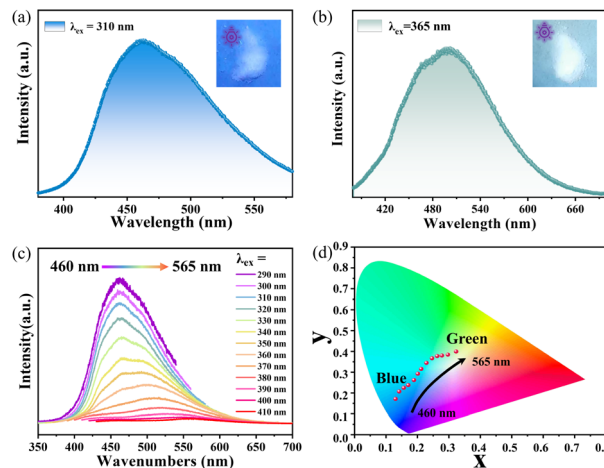 (a)
λex = 310 nm
Intensity (a.u.)
400 450 500 550
Wavelength (nm)
(b)
λex=365 nm
Intensity(a.u.)
420 480 540 600 660
Wavelength (nm)
(c)
460 nm 565 nm
λex =
290 nm
300 nm
310 nm
320 nm
330 nm
340 nm
350 nm
360 nm
370 nm
380 nm
390 nm
400 nm
410 nm
Intensity(a.u.)
350 400 450 500 550 600 650 700
Wavenumbers (nm)
(d)
0.9
0.8
0.7
0.6
0.5
0.4
0.3
0.2
0.1
0.0
y
Green
565 nm
Blue
460 nm
0.0 0.1 0.2 0.3 0.4 0.5 0.6 0.7 0.8
x